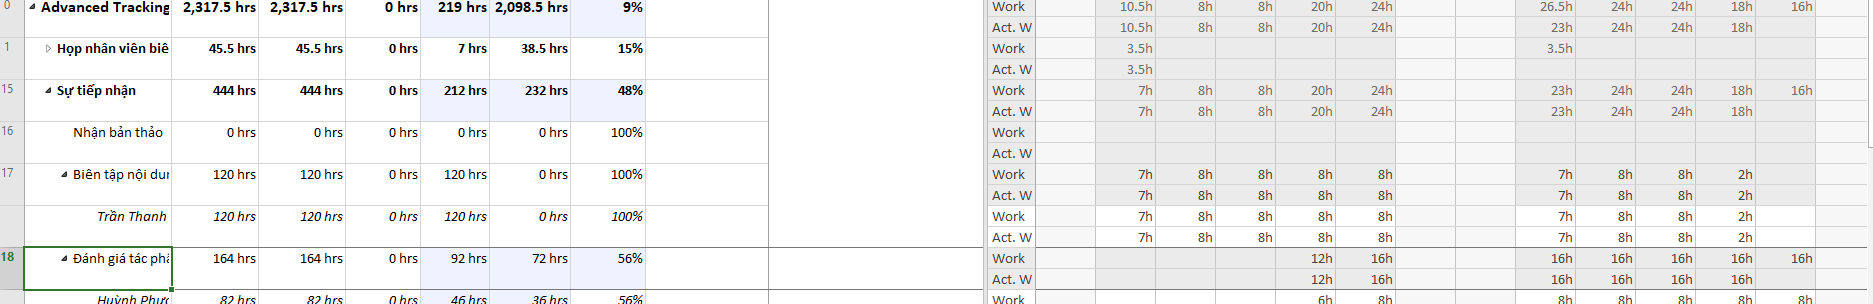 0 Advanced Tracking 2,317.5 hrs 2,317.5 hrs 0 hrs 219 hrs 2,098.5 hrs 9% Work 10.5h 8h 8h 20h 24h 26.5h 24h 24h 18h 16h
Act. W 10.5h 8h 8h 20h 24h 23h 24h 24h 18h
1 Họp nhân viên biê 45.5 hrs 45.5 hrs 0 hrs 7 hrs 38.5 hrs 15% Work 3.5h 3.5h
Act. W 3.5h
15 Sự tiếp nhận 444 hrs 444 hrs 0 hrs 212 hrs 232 hrs 48% Work 7h 8h 8h 20h 24h 23h 24h 24h 18h 16h
Act. W 7h 8h 8h 20h 24h 23h 24h 24h 18h
16 Nhận bản thảo 0 hrs 0 hrs 0 hrs 0 hrs 0 hrs 100% Work
Act. W
17 Biên tập nội dun 120 hrs 120 hrs 0 hrs 120 hrs 0 hrs 100% Work 7h 8h 8h 8h 8h 7h 8h 8h 2h
Act. W 7h 8h 8h 8h 8h 7h 8h 8h 2h
Trần Thanh 120 hrs 120 hrs 0 hrs 120 hrs 0 hrs 100% Work 7h 8h 8h 8h 8h 7h 8h 8h 2h
Act. W 7h 8h 8h 8h 8h 7h 8h 8h 2h
18 Đánh giá tác phẩ 164 hrs 164 hrs 0 hrs 92 hrs 72 hrs 56% Work 12h 16h 16h 16h 16h 16h 16h
Act. W 12h 16h 16h 16h 16h 16h
Huỳnh Phươ 82 hrs 82 hrs 0 hrs 46 hrs 36 hrs 56% Work 6h 8h 8h 8h 8h 8h 8h